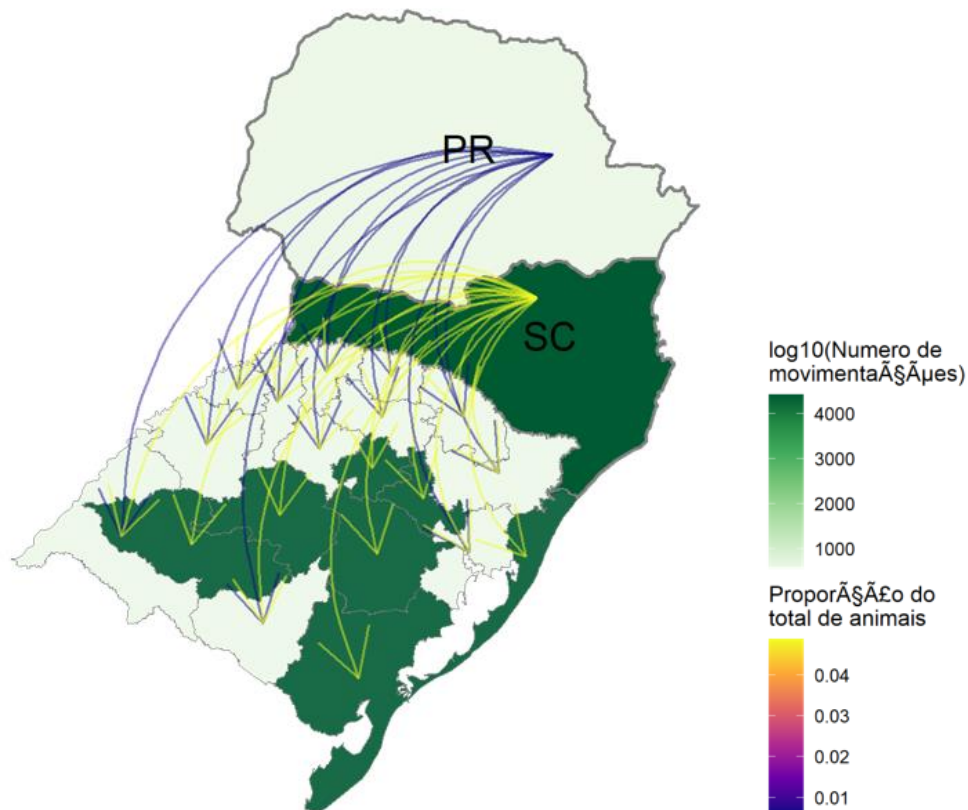 PR
SC
log10(Numero de
movimentaÃ§Ãµes)
4000
3000
2000
1000
ProporÃ§Ã£o do
total de animais
0.04
0.03
0.02
0.01